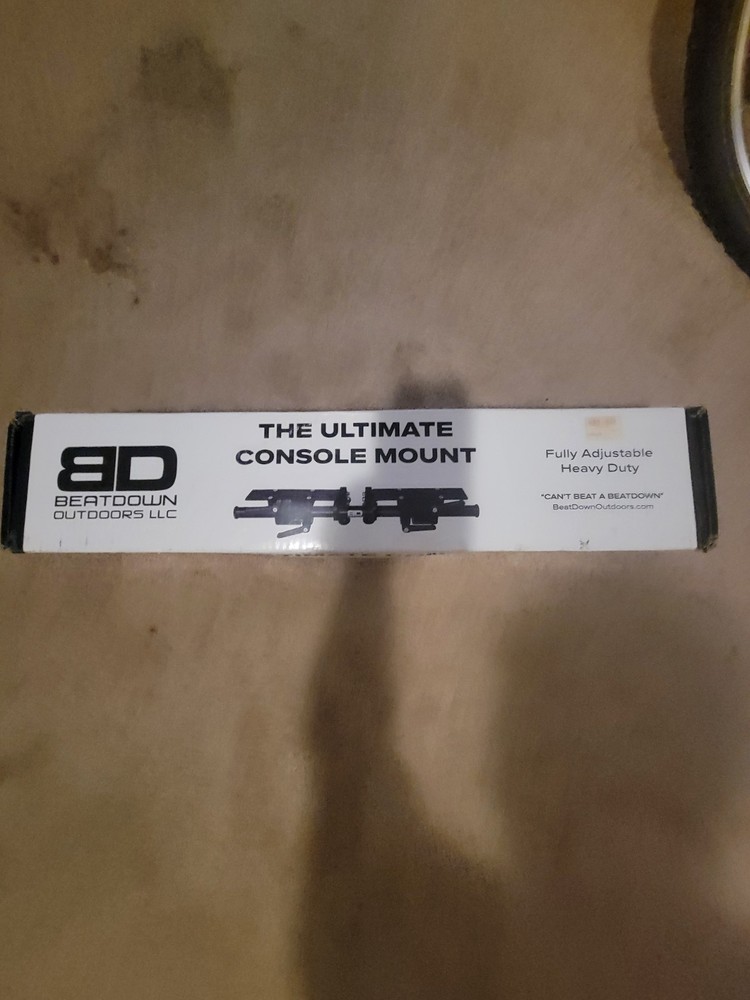 BD
BEATDOWN
OUTDOORS LLC
THE ULTIMATE
CONSOLE MOUNT
Fully Adjustable
Heavy Duty
"CAN'T BEAT A BEATDOWN"
BeatDownOutdoors.com